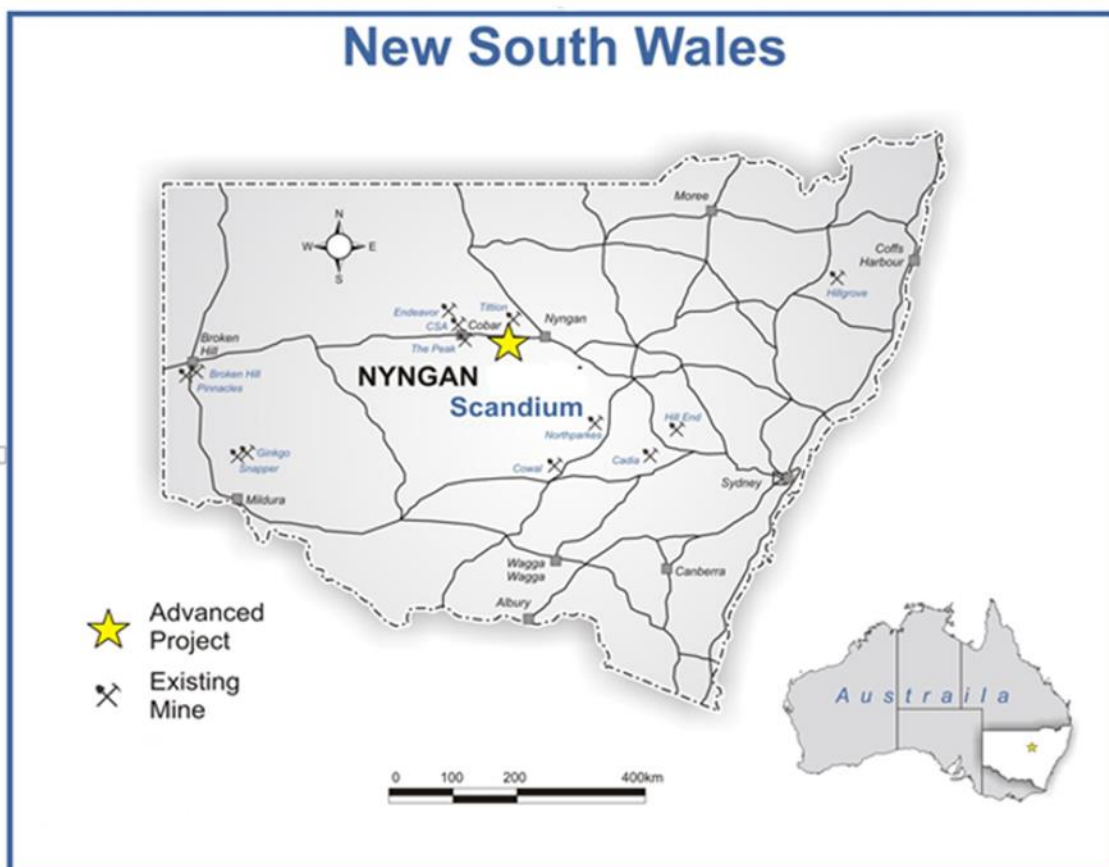 New South Wales
N
W
E
S
Moree
Coffs
Harbour
Hillgrove
Endeavor
Tittion
CSA
Cobar
Nyngan
The Peak
Broken
Hill
Broken Hill
Pinnacles
NYNGAN
Scandium
Northparkes
Hill End
Ginkgo
Snapper
Cowal
Cadia
Sydney
Mildura
Wagga
Wagga
Canberra
Albury
Advanced
Project
Existing
Mine
Austraila
0 100 200 400km